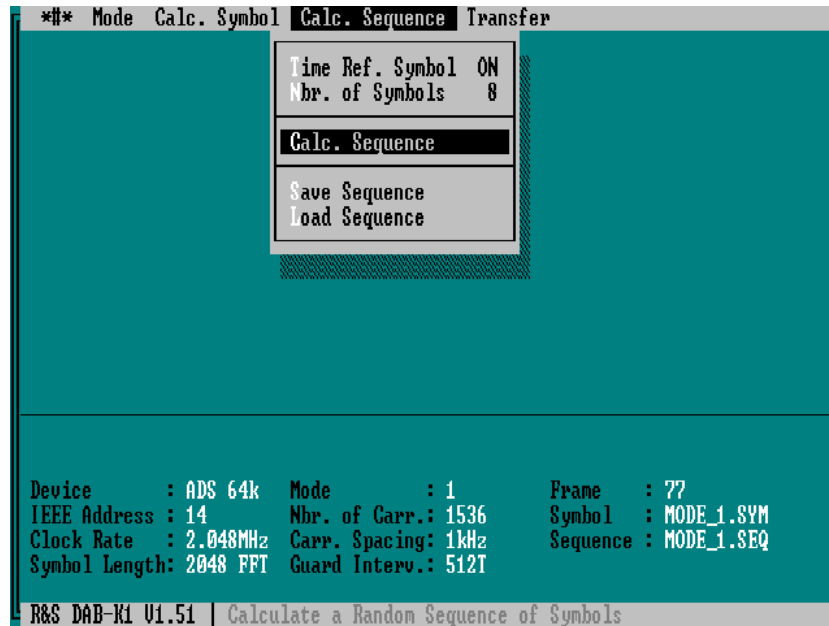 *#* Mode Calc. Symbol Calc. Sequence Transfer
Time Ref. Symbol ON
Nbr. of Symbols 8
Calc. Sequence
Save Sequence
Load Sequence
Device : ADS 64k Mode : 1 Frame : 77
IEEE Address : 14 Nbr. of Carr.: 1536 Symbol : MODE_1.SYM
Clock Rate : 2.048MHz Carr. Spacing: 1kHz Sequence : MODE_1.SEQ
Symbol Length: 2048 FFT Guard Interv.: 512T
R&S DAB-K1 V1.51 | Calculate a Random Sequence of Symbols